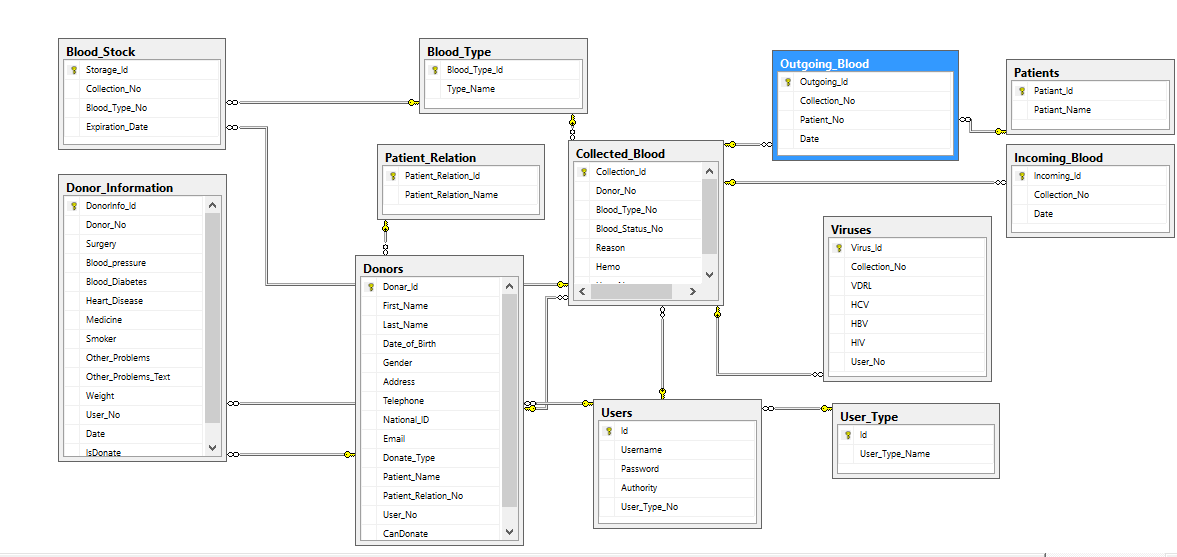 Blood_Stock
Storage_Id
Collection_No
Blood_Type_No
Expiration_Date
Blood_Type
Blood_Type_Id
Type_Name
Outgoing_Blood
Outgoing_Id
Collection_No
Patient_No
Date
Patients
Patiant_Id
Patiant_Name
Patient_Relation
Patient_Relation_Id
Patient_Relation_Name
Collected_Blood
Collection_Id
Donor_No
Blood_Type_No
Blood_Status_No
Reason
Hemo
Incoming_Blood
Incoming_Id
Collection_No
Date
Donor_Information
DonorInfo_Id
Donor_No
Surgery
Blood_pressure
Blood_Diabetes
Heart_Disease
Medicine
Smoker
Other_Problems
Other_Problems_Text
Weight
User_No
Date
IsDonate
Donors
Donar_Id
First_Name
Last_Name
Date_of_Birth
Gender
Address
Telephone
National_ID
Email
Donate_Type
Patient_Name
Patient_Relation_No
User_No
CanDonate
Viruses
Virus_Id
Collection_No
VDRL
HCV
HBV
HIV
User_No
Users
Id
Username
Password
Authority
User_Type_No
User_Type
Id
User_Type_Name